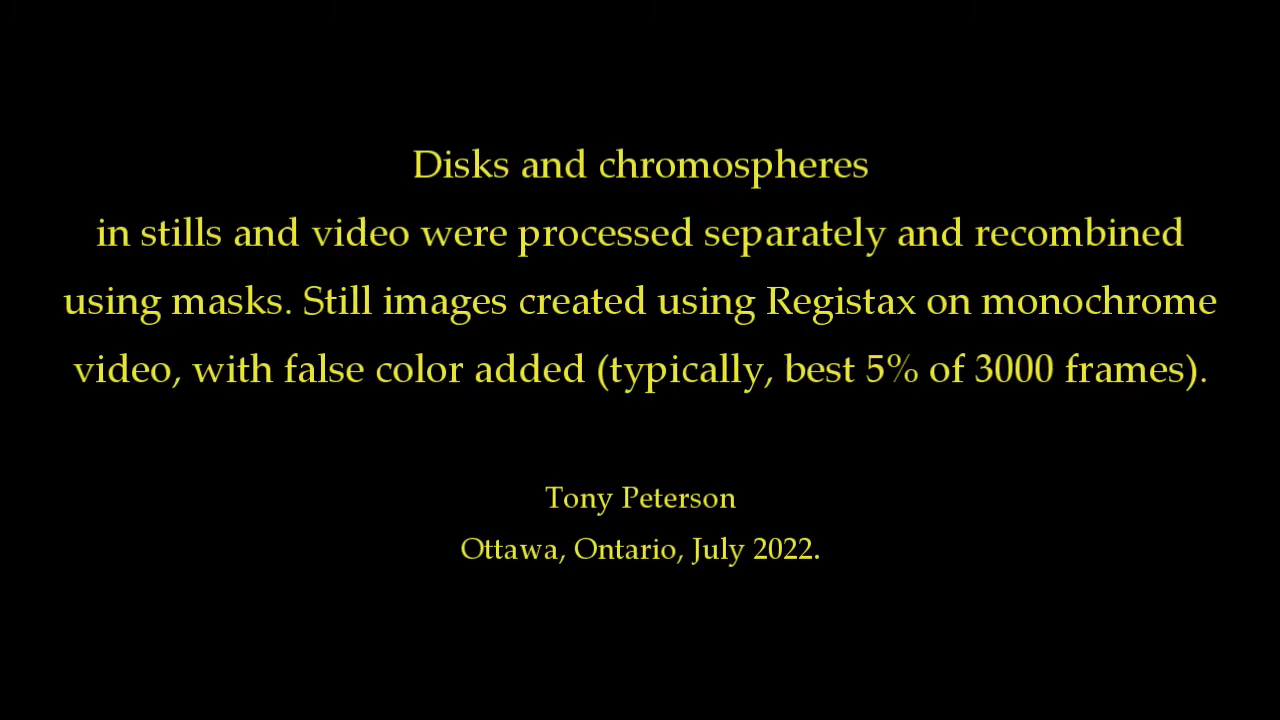 Disks and chromospheres
in stills and video were processed separately and recombined
using masks. Still images created using Registax on monochrome
video, with false color added (typically, best 5% of 3000 frames).
Tony Peterson
Ottawa, Ontario, July 2022.